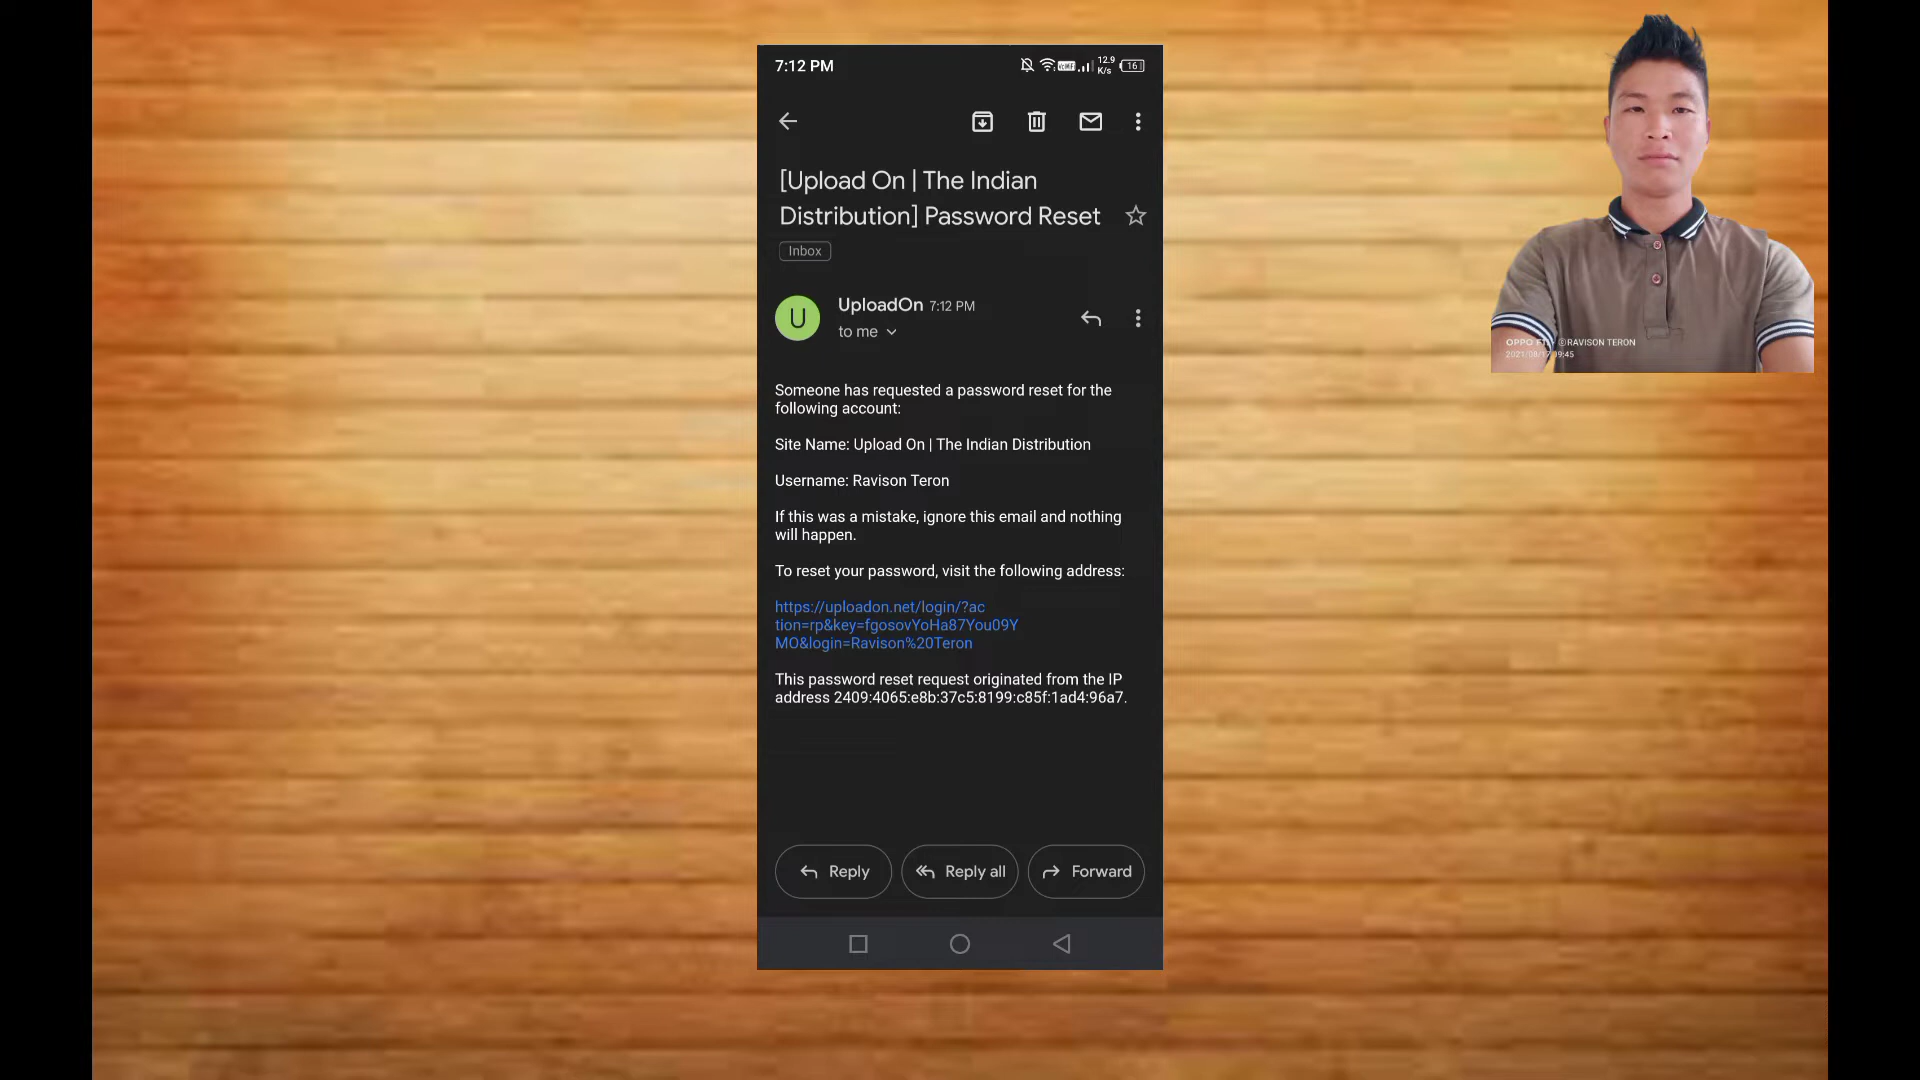 7:12 PM
12.9
K/s
16
[Upload On | The Indian
Distribution] Password Reset
Inbox
U
UploadOn 7:12 PM
to me
Someone has requested a password reset for the
following account:
Site Name: Upload On | The Indian Distribution
Username: Ravison Teron
If this was a mistake, ignore this email and nothing
will happen.
To reset your password, visit the following address:
https://uploadon.net/login/?ac
tion=rp&key=fgosovYoHa87You09Y
MO&login=Ravison%20Teron
This password reset request originated from the IP
address 2409:4065:e8b:37c5:8199:c85f:1ad4:96a7.
Reply
Reply all
Forward
OPPO ©RAVISON TERON